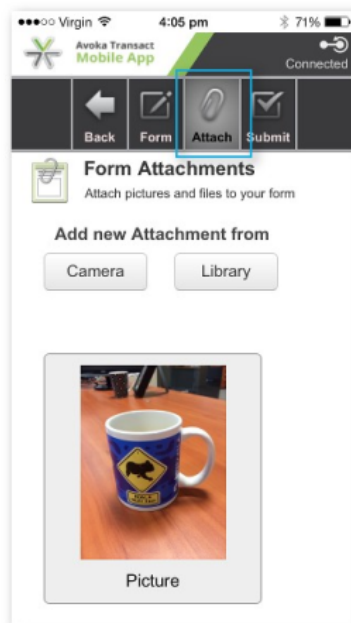 Virgin 4:05 pm 71%
Avoka Transact
Mobile App
Connected
Back Form Attach Submit
Form Attachments
Attach pictures and files to your form
Add new Attachment from
Camera Library
Picture